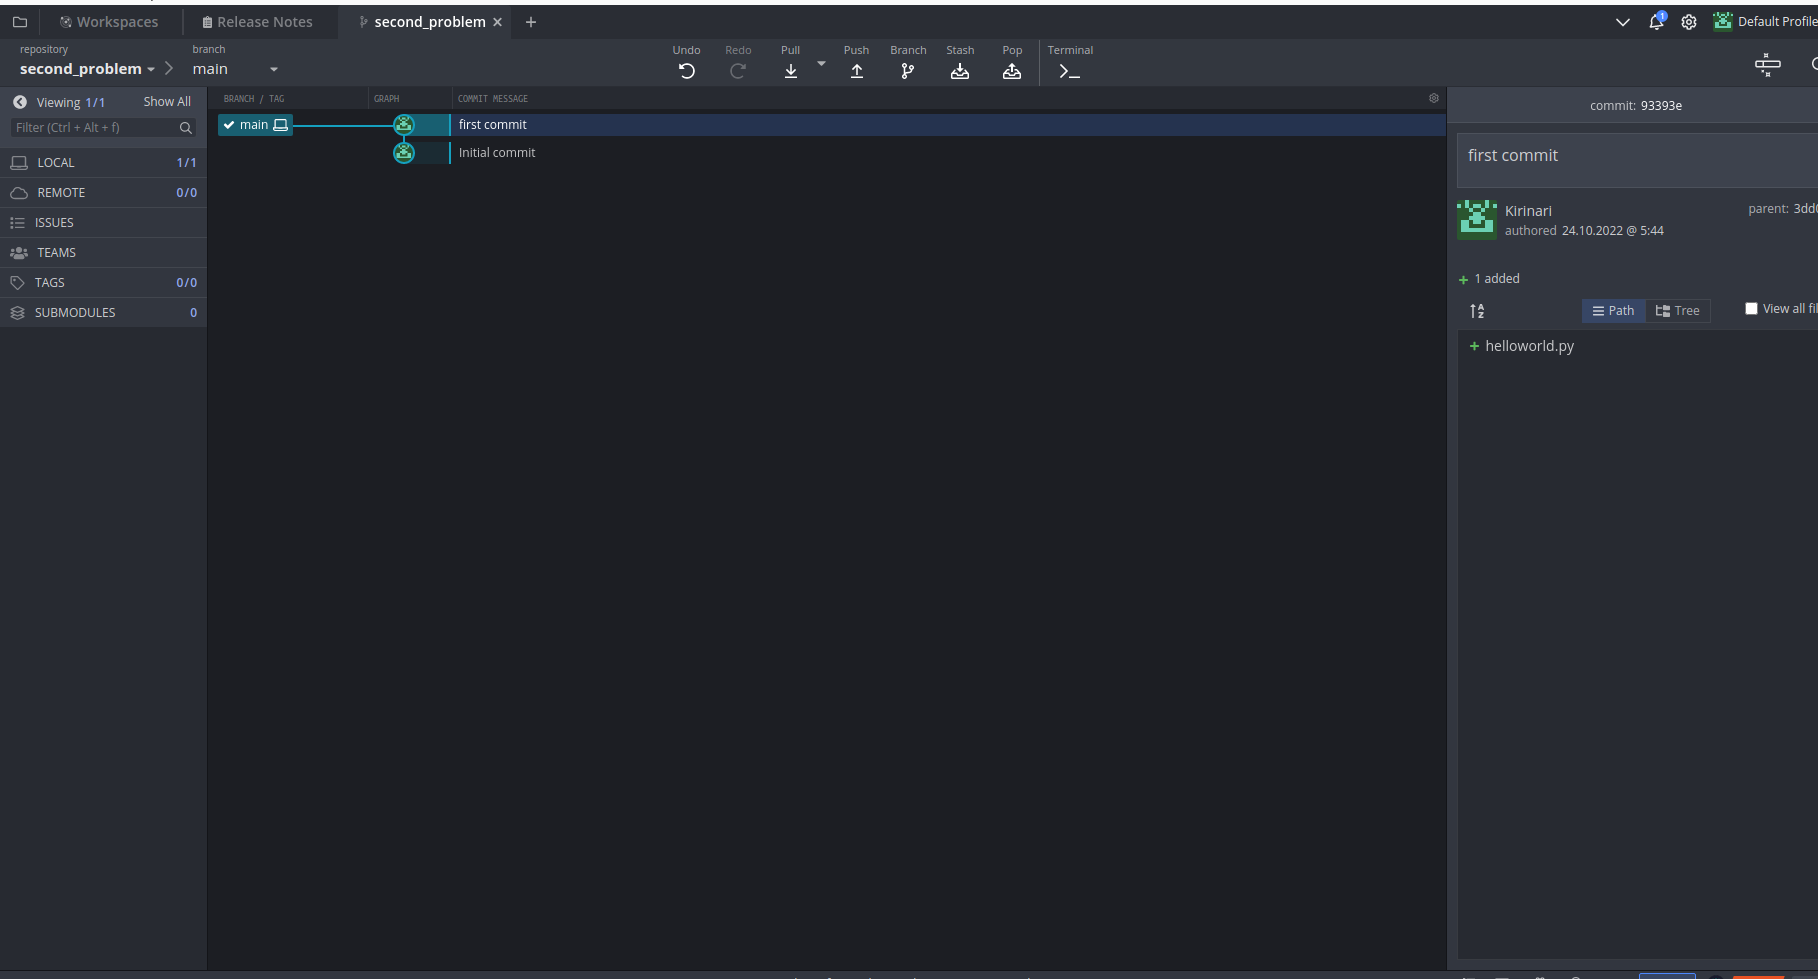 Workspaces
Release Notes
second_problem
1
Default Profile
repository
second_problem
branch
main
Undo
Redo
Pull
Push
Branch
Stash
Pop
Terminal
Viewing 1/1
Show All
Filter (Ctrl + Alt + f)
LOCAL 1/1
REMOTE 0/0
ISSUES
TEAMS
TAGS 0/0
SUBMODULES 0
BRANCH / TAG
GRAPH
COMMIT MESSAGE
main
first commit
Initial commit
commit: 93393e
first commit
Kirinari
authored 24.10.2022 @ 5:44
parent: 3dd
1 added
Path
Tree
View all fil
helloworld.py